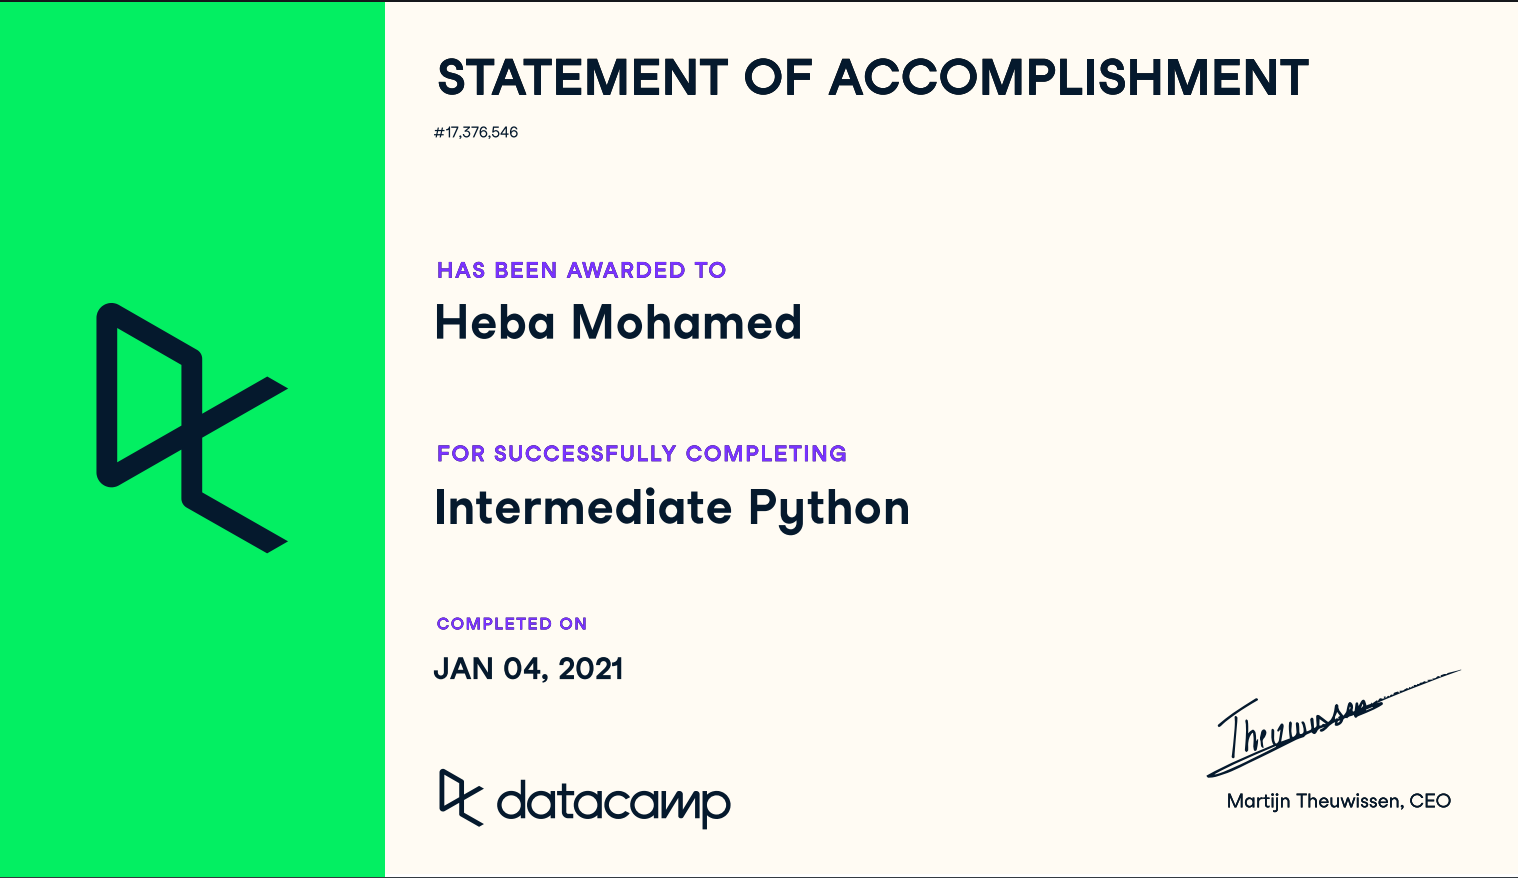 STATEMENT OF ACCOMPLISHMENT
#17,376,546
HAS BEEN AWARDED TO
Heba Mohamed
FOR SUCCESSFULLY COMPLETING
Intermediate Python
COMPLETED ON
JAN 04, 2021
Theuwissen
datacamp
Martijn Theuwissen, CEO